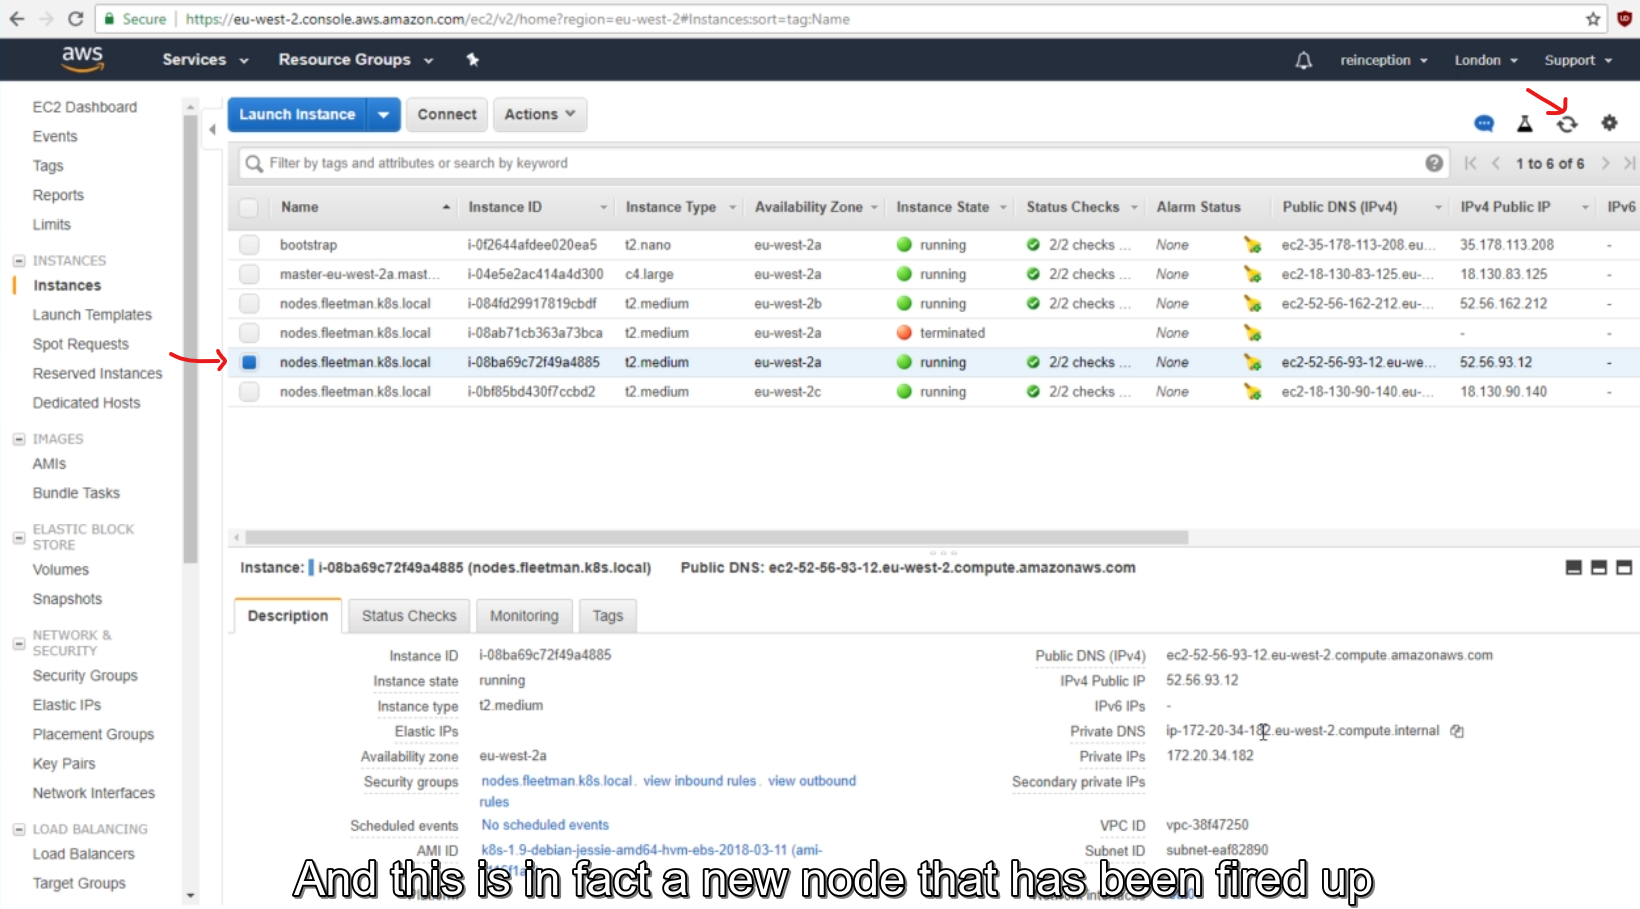 Secure https://eu-west-2.console.aws.amazon.com/ec2/v2/home?region=eu-west-2#Instances:sort=tag:Name
aws Services Resource Groups reinception London Support
EC2 Dashboard
Events
Tags
Reports
Limits
INSTANCES
Instances
Launch Templates
Spot Requests
Reserved Instances
Dedicated Hosts
IMAGES
AMIs
Bundle Tasks
ELASTIC BLOCK
STORE
Volumes
Snapshots
NETWORK &
SECURITY
Security Groups
Elastic IPs
Placement Groups
Key Pairs
Network Interfaces
LOAD BALANCING
Load Balancers
Target Groups
Launch Instance Connect Actions
Filter by tags and attributes or search by keyword 1 to 6 of 6
Name Instance ID Instance Type Availability Zone Instance State Status Checks Alarm Status Public DNS (IPv4) IPv4 Public IP IPv6
bootstrap i-0f2644afdee020ea5 t2.nano eu-west-2a running 2/2 checks ... None ec2-35-178-113-208.eu... 35.178.113.208 -
master-eu-west-2a.mast... i-04e5e2ac414a4d300 c4.large eu-west-2a running 2/2 checks ... None ec2-18-130-83-125.eu-... 18.130.83.125 -
nodes.fleetman.k8s.local i-084fd29917819cbdf t2.medium eu-west-2b running 2/2 checks ... None ec2-52-56-162-212.eu-... 52.56.162.212 -
nodes.fleetman.k8s.local i-08ab71cb363a73bca t2.medium eu-west-2a terminated None - -
nodes.fleetman.k8s.local i-08ba69c72f49a4885 t2.medium eu-west-2a running 2/2 checks ... None ec2-52-56-93-12.eu-we... 52.56.93.12 -
nodes.fleetman.k8s.local i-0bf85bd430f7ccbd2 t2.medium eu-west-2c running 2/2 checks ... None ec2-18-130-90-140.eu-... 18.130.90.140 -
Instance: i-08ba69c72f49a4885 (nodes.fleetman.k8s.local) Public DNS: ec2-52-56-93-12.eu-west-2.compute.amazonaws.com
Description Status Checks Monitoring Tags
Instance ID i-08ba69c72f49a4885 Public DNS (IPv4) ec2-52-56-93-12.eu-west-2.compute.amazonaws.com
Instance state running IPv4 Public IP 52.56.93.12
Instance type t2.medium IPv6 IPs -
Elastic IPs Private DNS ip-172-20-34-182.eu-west-2.compute.internal
Availability zone eu-west-2a Private IPs 172.20.34.182
Security groups nodes.fleetman.k8s.local. view inbound rules. view outbound Secondary private IPs
rules
Scheduled events No scheduled events VPC ID vpc-38f47250
AMI ID k8s-1.9-debian-jessie-amd64-hvm-ebs-2018-03-11 (ami- Subnet ID subnet-eaf82890
And this is in fact a new node that has been fired up